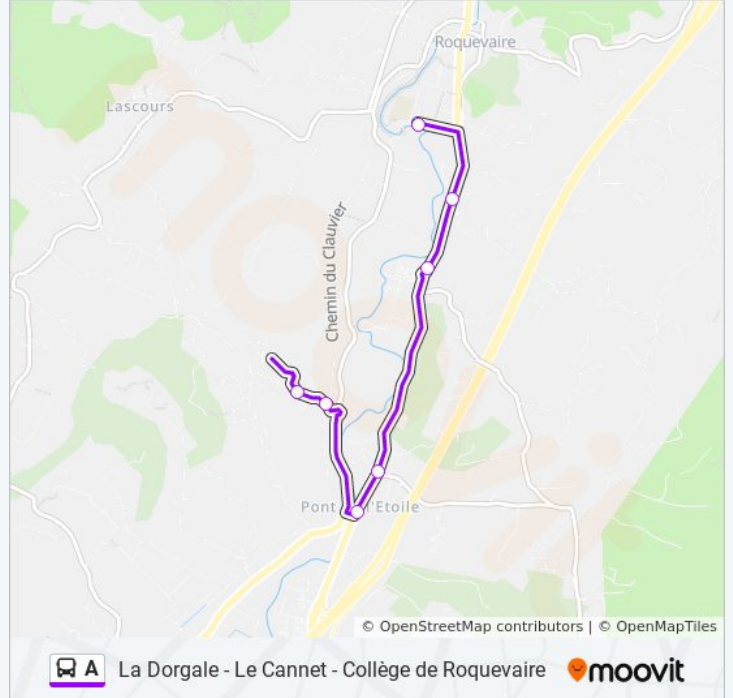 Roquevaire
Lascours
Chemin du Clauvier
Pont l'Etoile
© OpenStreetMap contributors | © OpenMapTiles
A La Dorgale - Le Cannet - Collège de Roquevaire
moovit